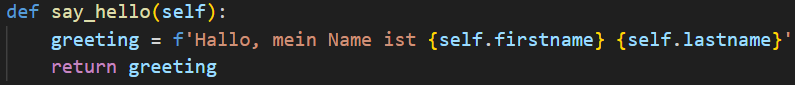 def say_hello(self):
    greeting = f'Hallo, mein Name ist {self.firstname} {self.lastname}'
    return greeting